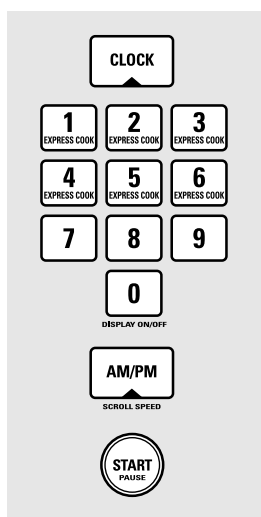 CLOCK
1 2 3
EXPRESS COOK EXPRESS COOK EXPRESS COOK
4 5 6
EXPRESS COOK EXPRESS COOK EXPRESS COOK
7 8 9
0
DISPLAY ON/OFF
AM/PM
SCROLL SPEED
START
PAUSE